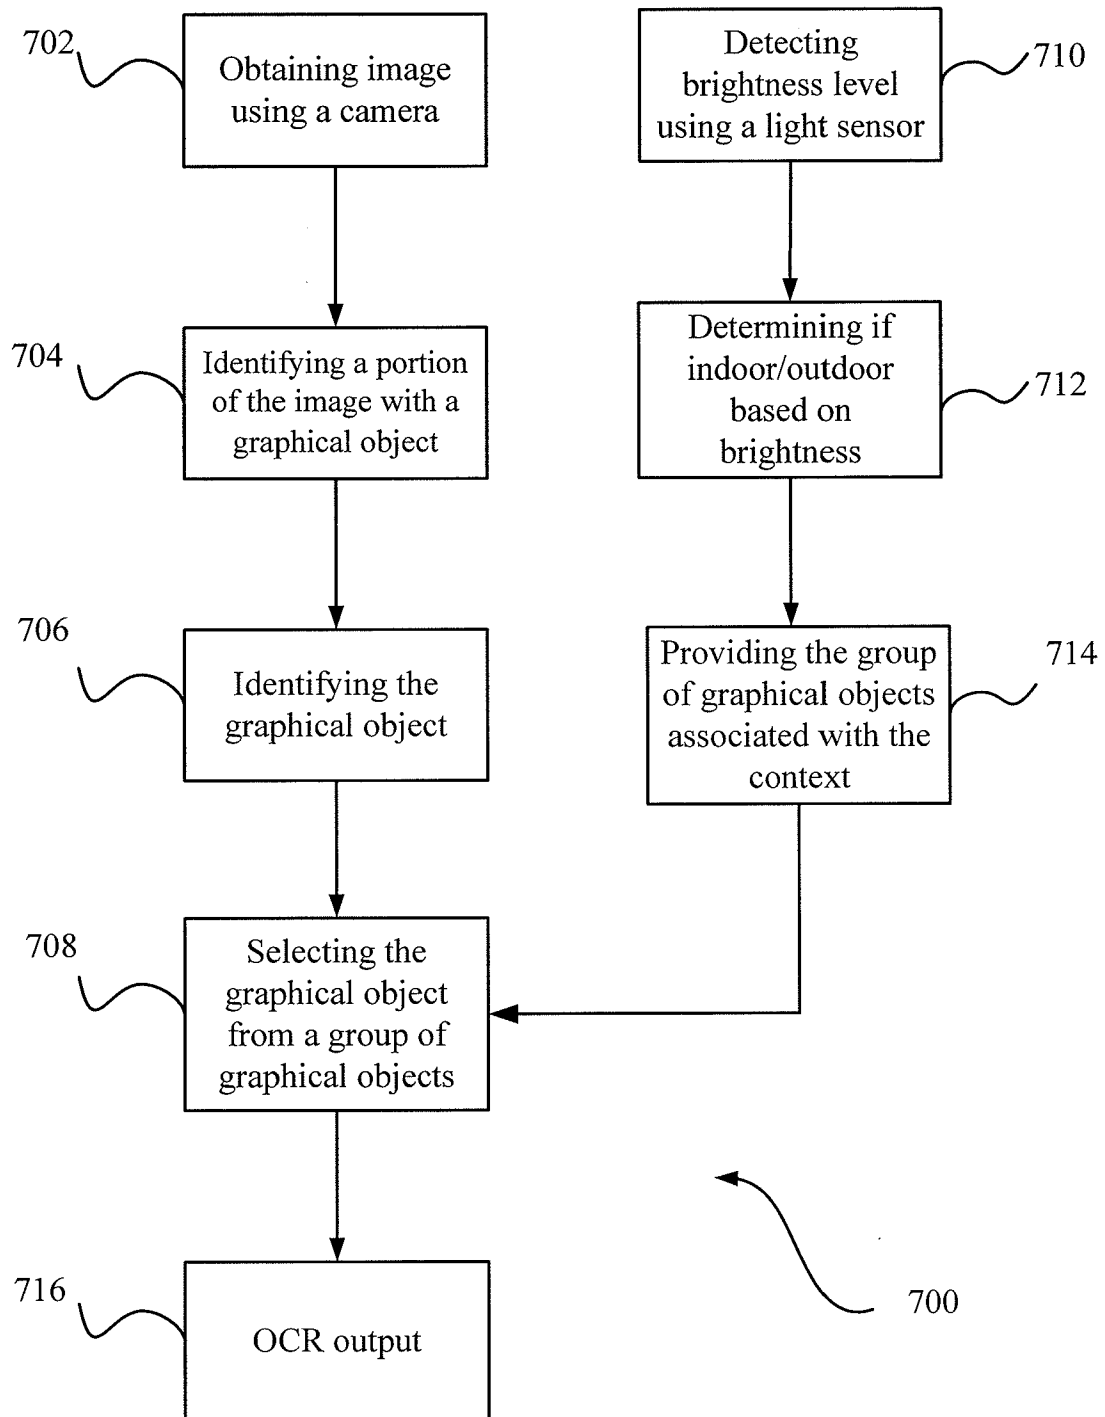 702
Obtaining image
using a camera
Detecting
brightness level
using a light sensor
710
704
Identifying a portion
of the image with a
graphical object
Determining if
indoor/outdoor
based on
brightness
712
706
Identifying the
graphical object
Providing the group
of graphical objects
associated with the
context
714
708
Selecting the
graphical object
from a group of
graphical objects
716
OCR output
700